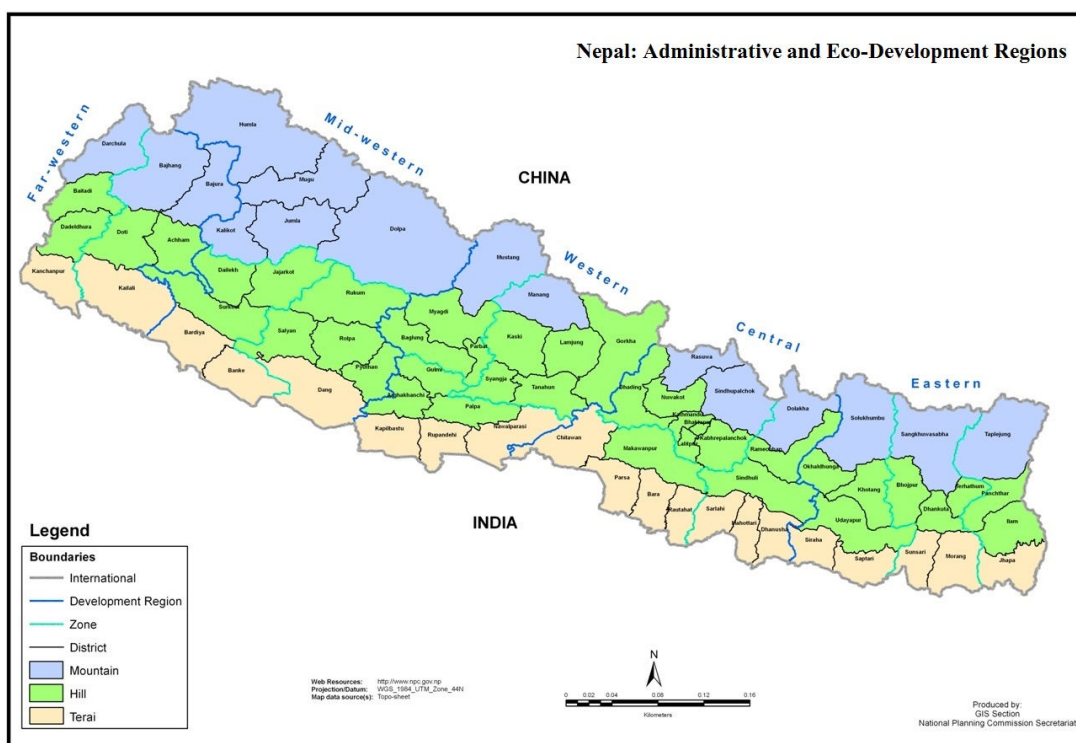 Nepal: Administrative and Eco-Development Regions
Far-western
Mid-western
Western
Central
Eastern
CHINA
INDIA
Humla
Darchula
Bajhang
Bajura
Mugu
Baitadi
Jumla
Kalikot
Dolpa
Dadeldhura
Doti
Achham
Mustang
Kanchanpur
Kailali
Dailekh
Jajarkot
Rukum
Manang
Surkhet
Myagdi
Bardiya
Salyan
Rolpa
Baglung
Parbat
Kaski
Lamjung
Gorkha
Rasuwa
Banke
Pyuthan
Gulmi
Syangja
Sindhupalchok
Dang
Tanahun
Dhading
Nuwakot
Dolakha
Solukhumbu
Palpa
Sangkhuwasbha
Taplejung
Kapilbastu
Rupandehi
Nawalparasi
Chitawan
Lalitpur
Kabhrepalanchok
Ramechhap
Makawanpur
Okhaldhunga
Sindhuli
Khotang
Bhojpur
Terhathum
Panchthar
Parsa
Bara
Rautahat
Sarlahi
Mahottari
Dhanusha
Siraha
Udayapur
Dhankuta
Ilam
Saptari
Sunsari
Morang
Jhapa
Legend
Boundaries
International
Development Region
Zone
District
Mountain
Hill
Terai
Web Resources: http://www.npc.gov.np
Projection/Datum: WGS_1984_UTM_Zone_44N
Map data source(s): Topo-sheet
N
0 0.02 0.04 0.08 0.12 0.16
Kilometers
Produced by:
GIS Section
National Planning Commission Secretariat